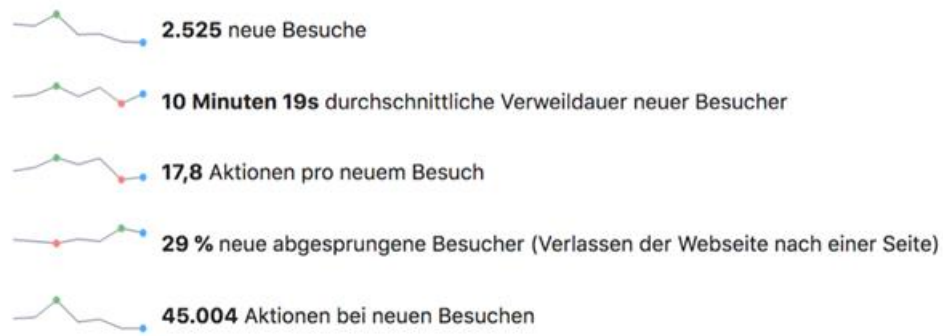 2.525 neue Besuche
10 Minuten 19s durchschnittliche Verweildauer neuer Besucher
17,8 Aktionen pro neuem Besuch
29 % neue abgesprungene Besucher (Verlassen der Webseite nach einer Seite)
45.004 Aktionen bei neuen Besuchen